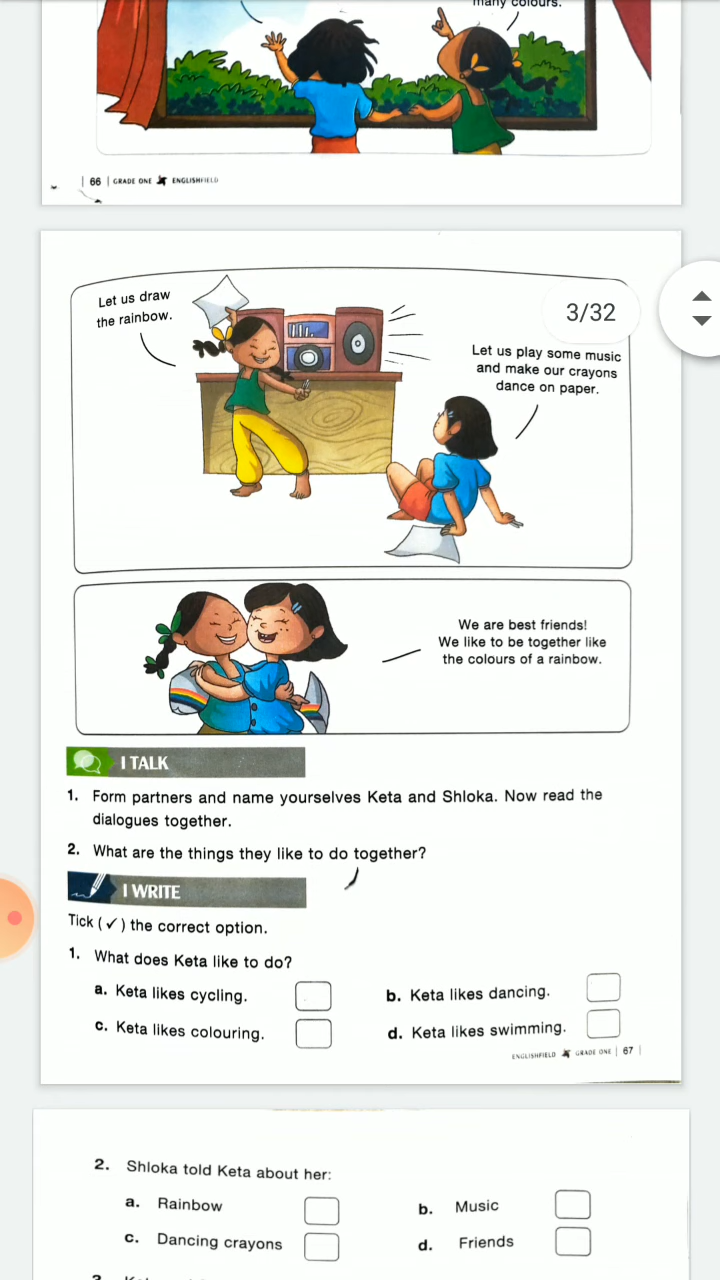 many colours.
66 | GRADE ONE ENGLISHFIELD
Let us draw
the rainbow.
3/32
Let us play some music
and make our crayons
dance on paper.
We are best friends!
We like to be together like
the colours of a rainbow.
I TALK
1. Form partners and name yourselves Keta and Shloka. Now read the
dialogues together.
2. What are the things they like to do together?
I WRITE
Tick (✓) the correct option.
1. What does Keta like to do?
a. Keta likes cycling.
b. Keta likes dancing.
c. Keta likes colouring.
d. Keta likes swimming.
ENGLISHFIELD GRADE ONE | 67 |
2. Shloka told Keta about her:
a. Rainbow
b. Music
c. Dancing crayons
d. Friends